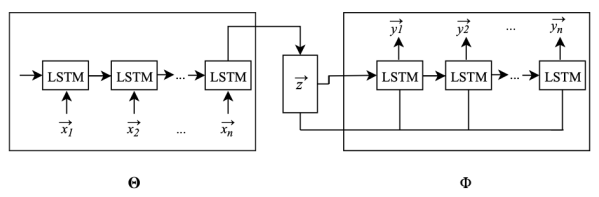 y1 y2 ... yn
LSTM LSTM ... LSTM z LSTM LSTM ... LSTM
x1 x2 ... xn
Θ Φ